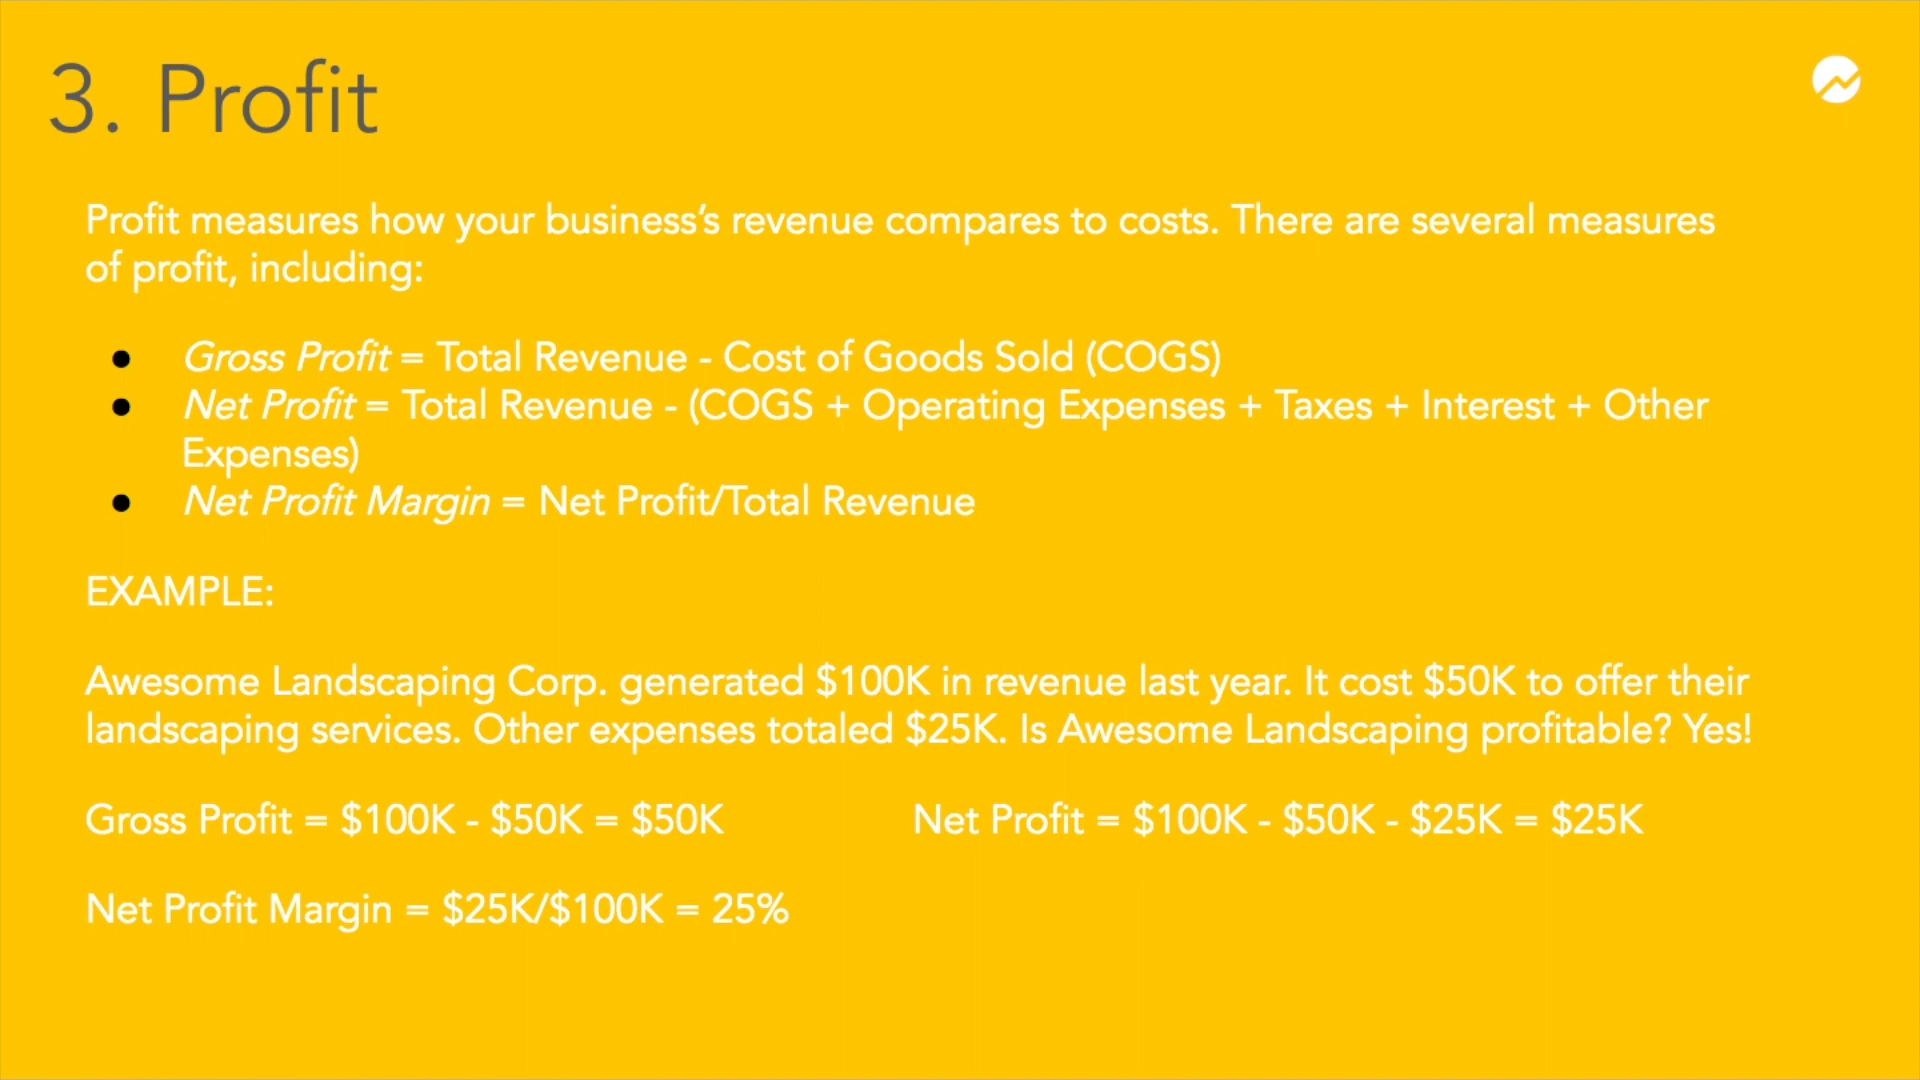 3. Profit
Profit measures how your business’s revenue compares to costs. There are several measures
of profit, including:
● Gross Profit = Total Revenue - Cost of Goods Sold (COGS)
● Net Profit = Total Revenue - (COGS + Operating Expenses + Taxes + Interest + Other
Expenses)
● Net Profit Margin = Net Profit/Total Revenue
EXAMPLE:
Awesome Landscaping Corp. generated $100K in revenue last year. It cost $50K to offer their
landscaping services. Other expenses totaled $25K. Is Awesome Landscaping profitable? Yes!
Gross Profit = $100K - $50K = $50K Net Profit = $100K - $50K - $25K = $25K
Net Profit Margin = $25K/$100K = 25%